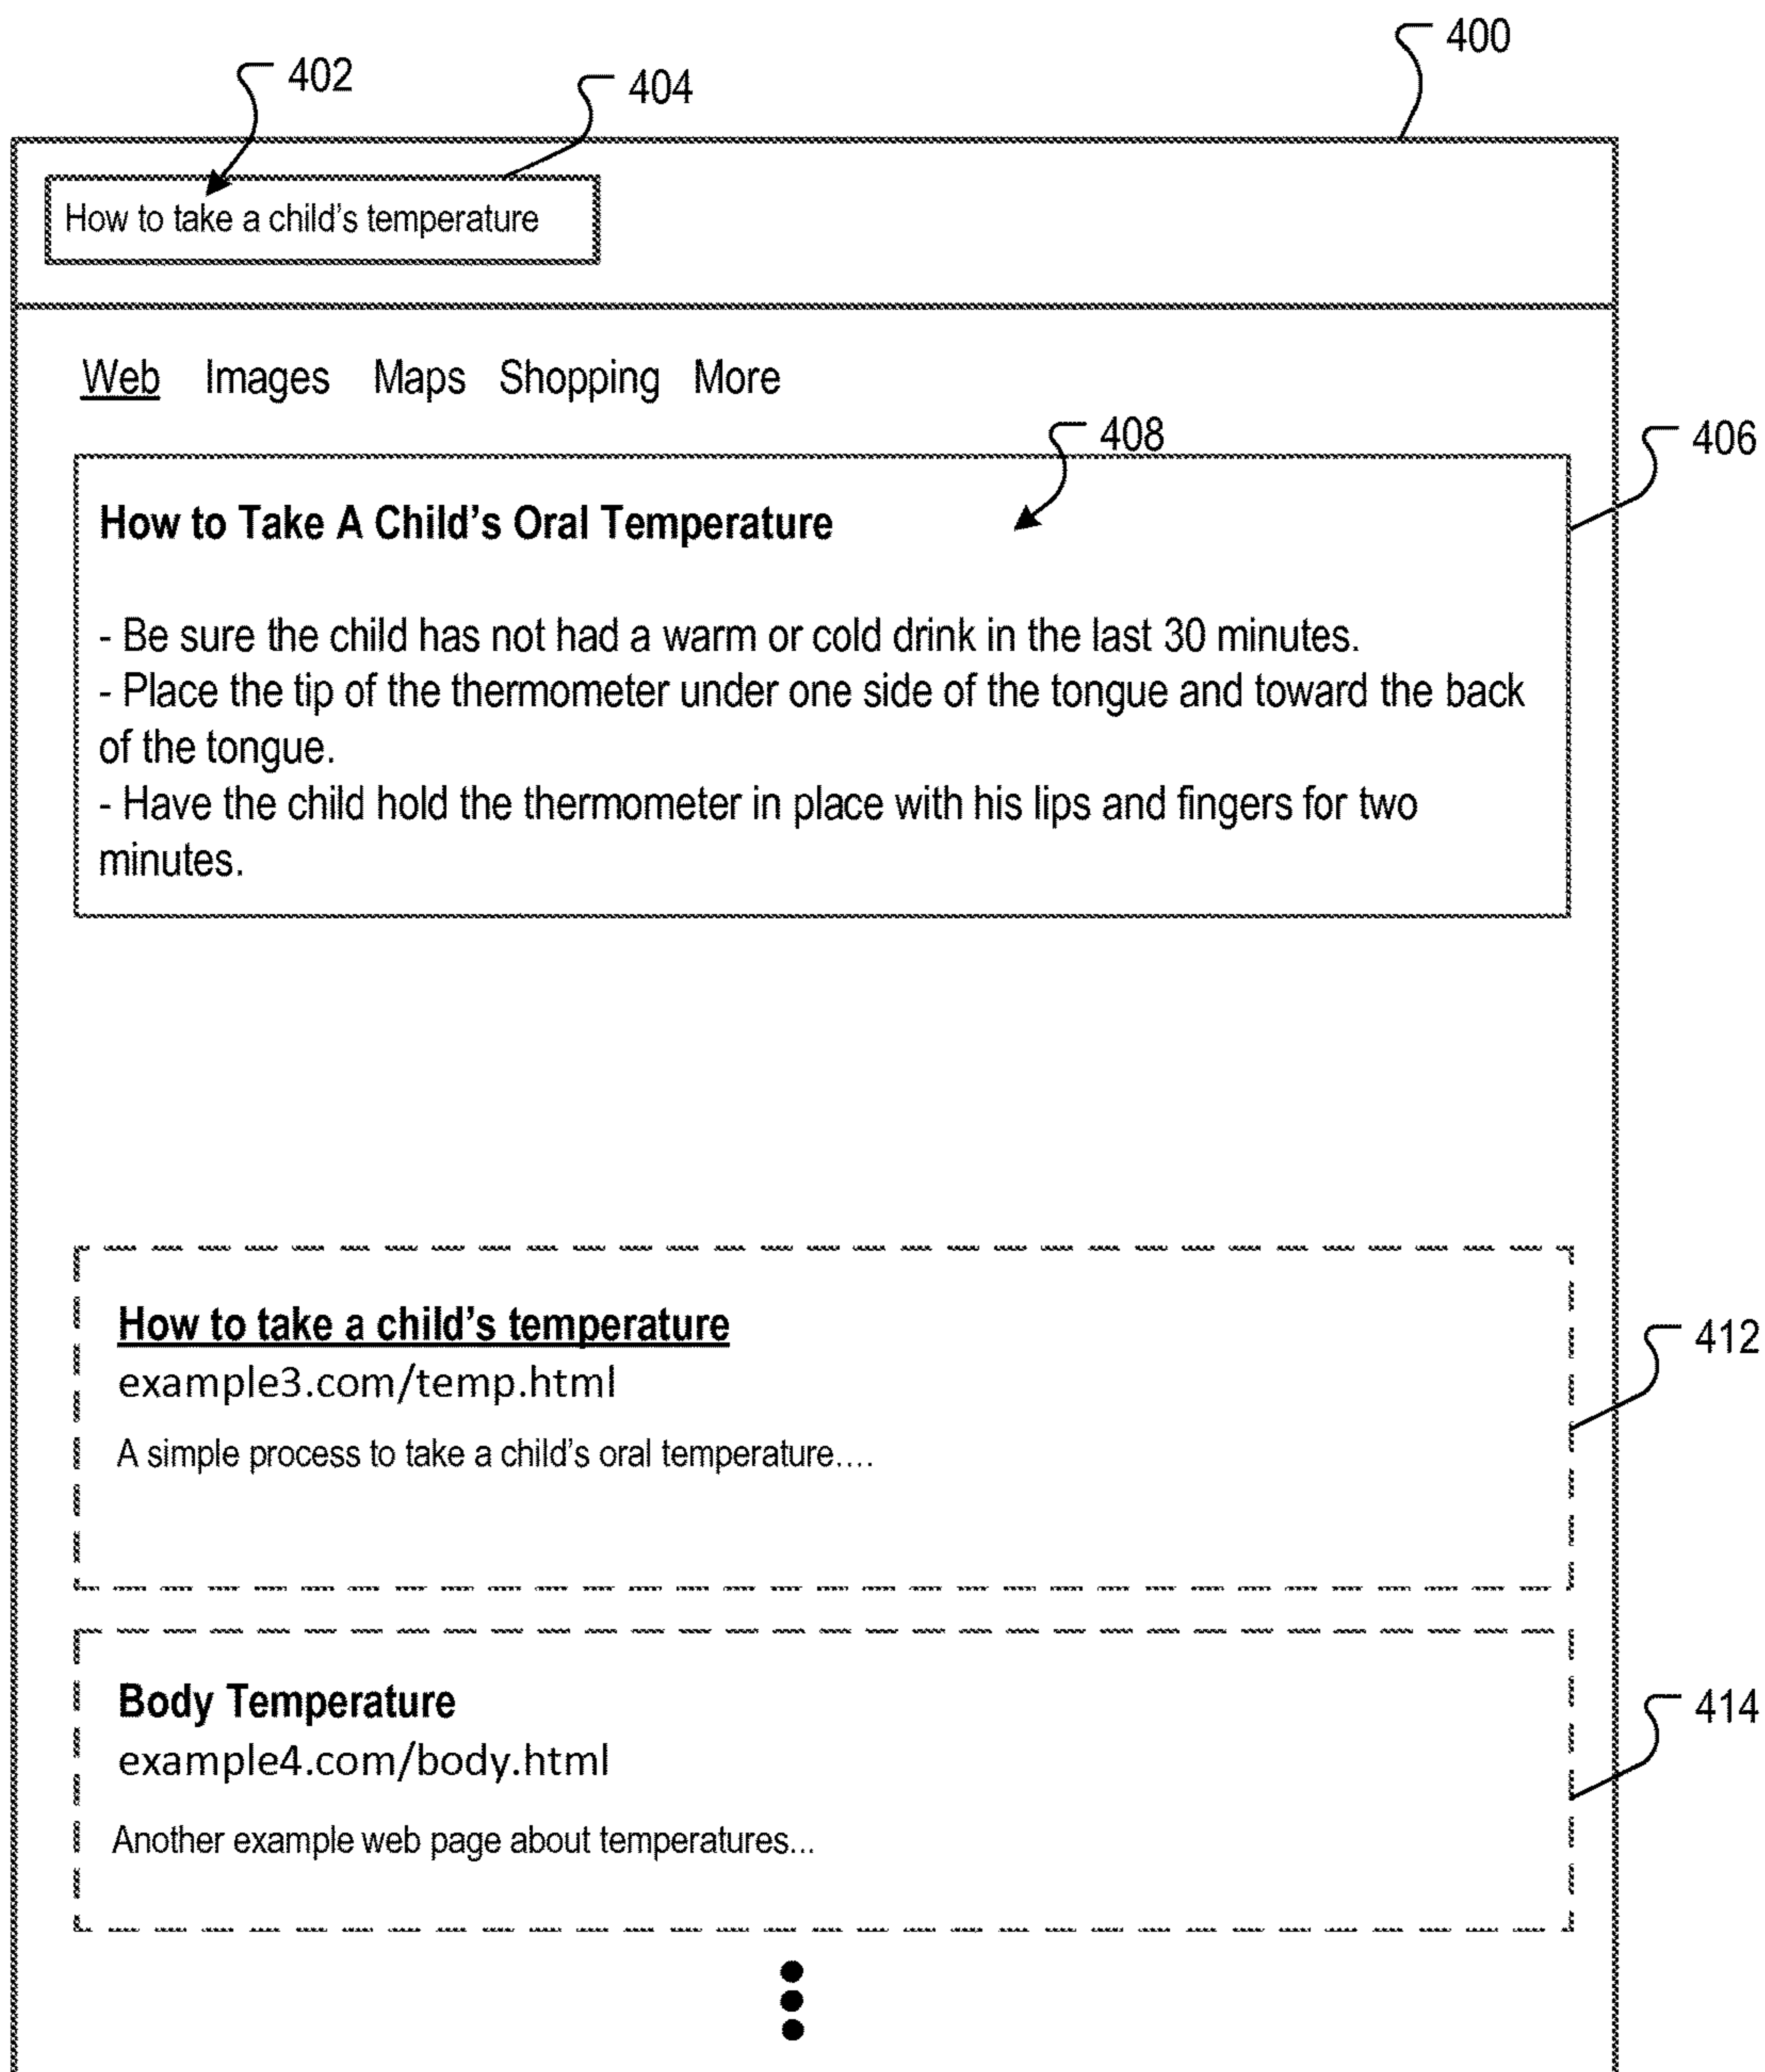 400
402
404
How to take a child's temperature
Web Images Maps Shopping More
408
406
How to Take A Child's Oral Temperature
- Be sure the child has not had a warm or cold drink in the last 30 minutes.
- Place the tip of the thermometer under one side of the tongue and toward the back
of the tongue.
- Have the child hold the thermometer in place with his lips and fingers for two
minutes.
How to take a child's temperature
412
example3.com/temp.html
A simple process to take a child's oral temperature....
Body Temperature
414
example4.com/body.html
Another example web page about temperatures...